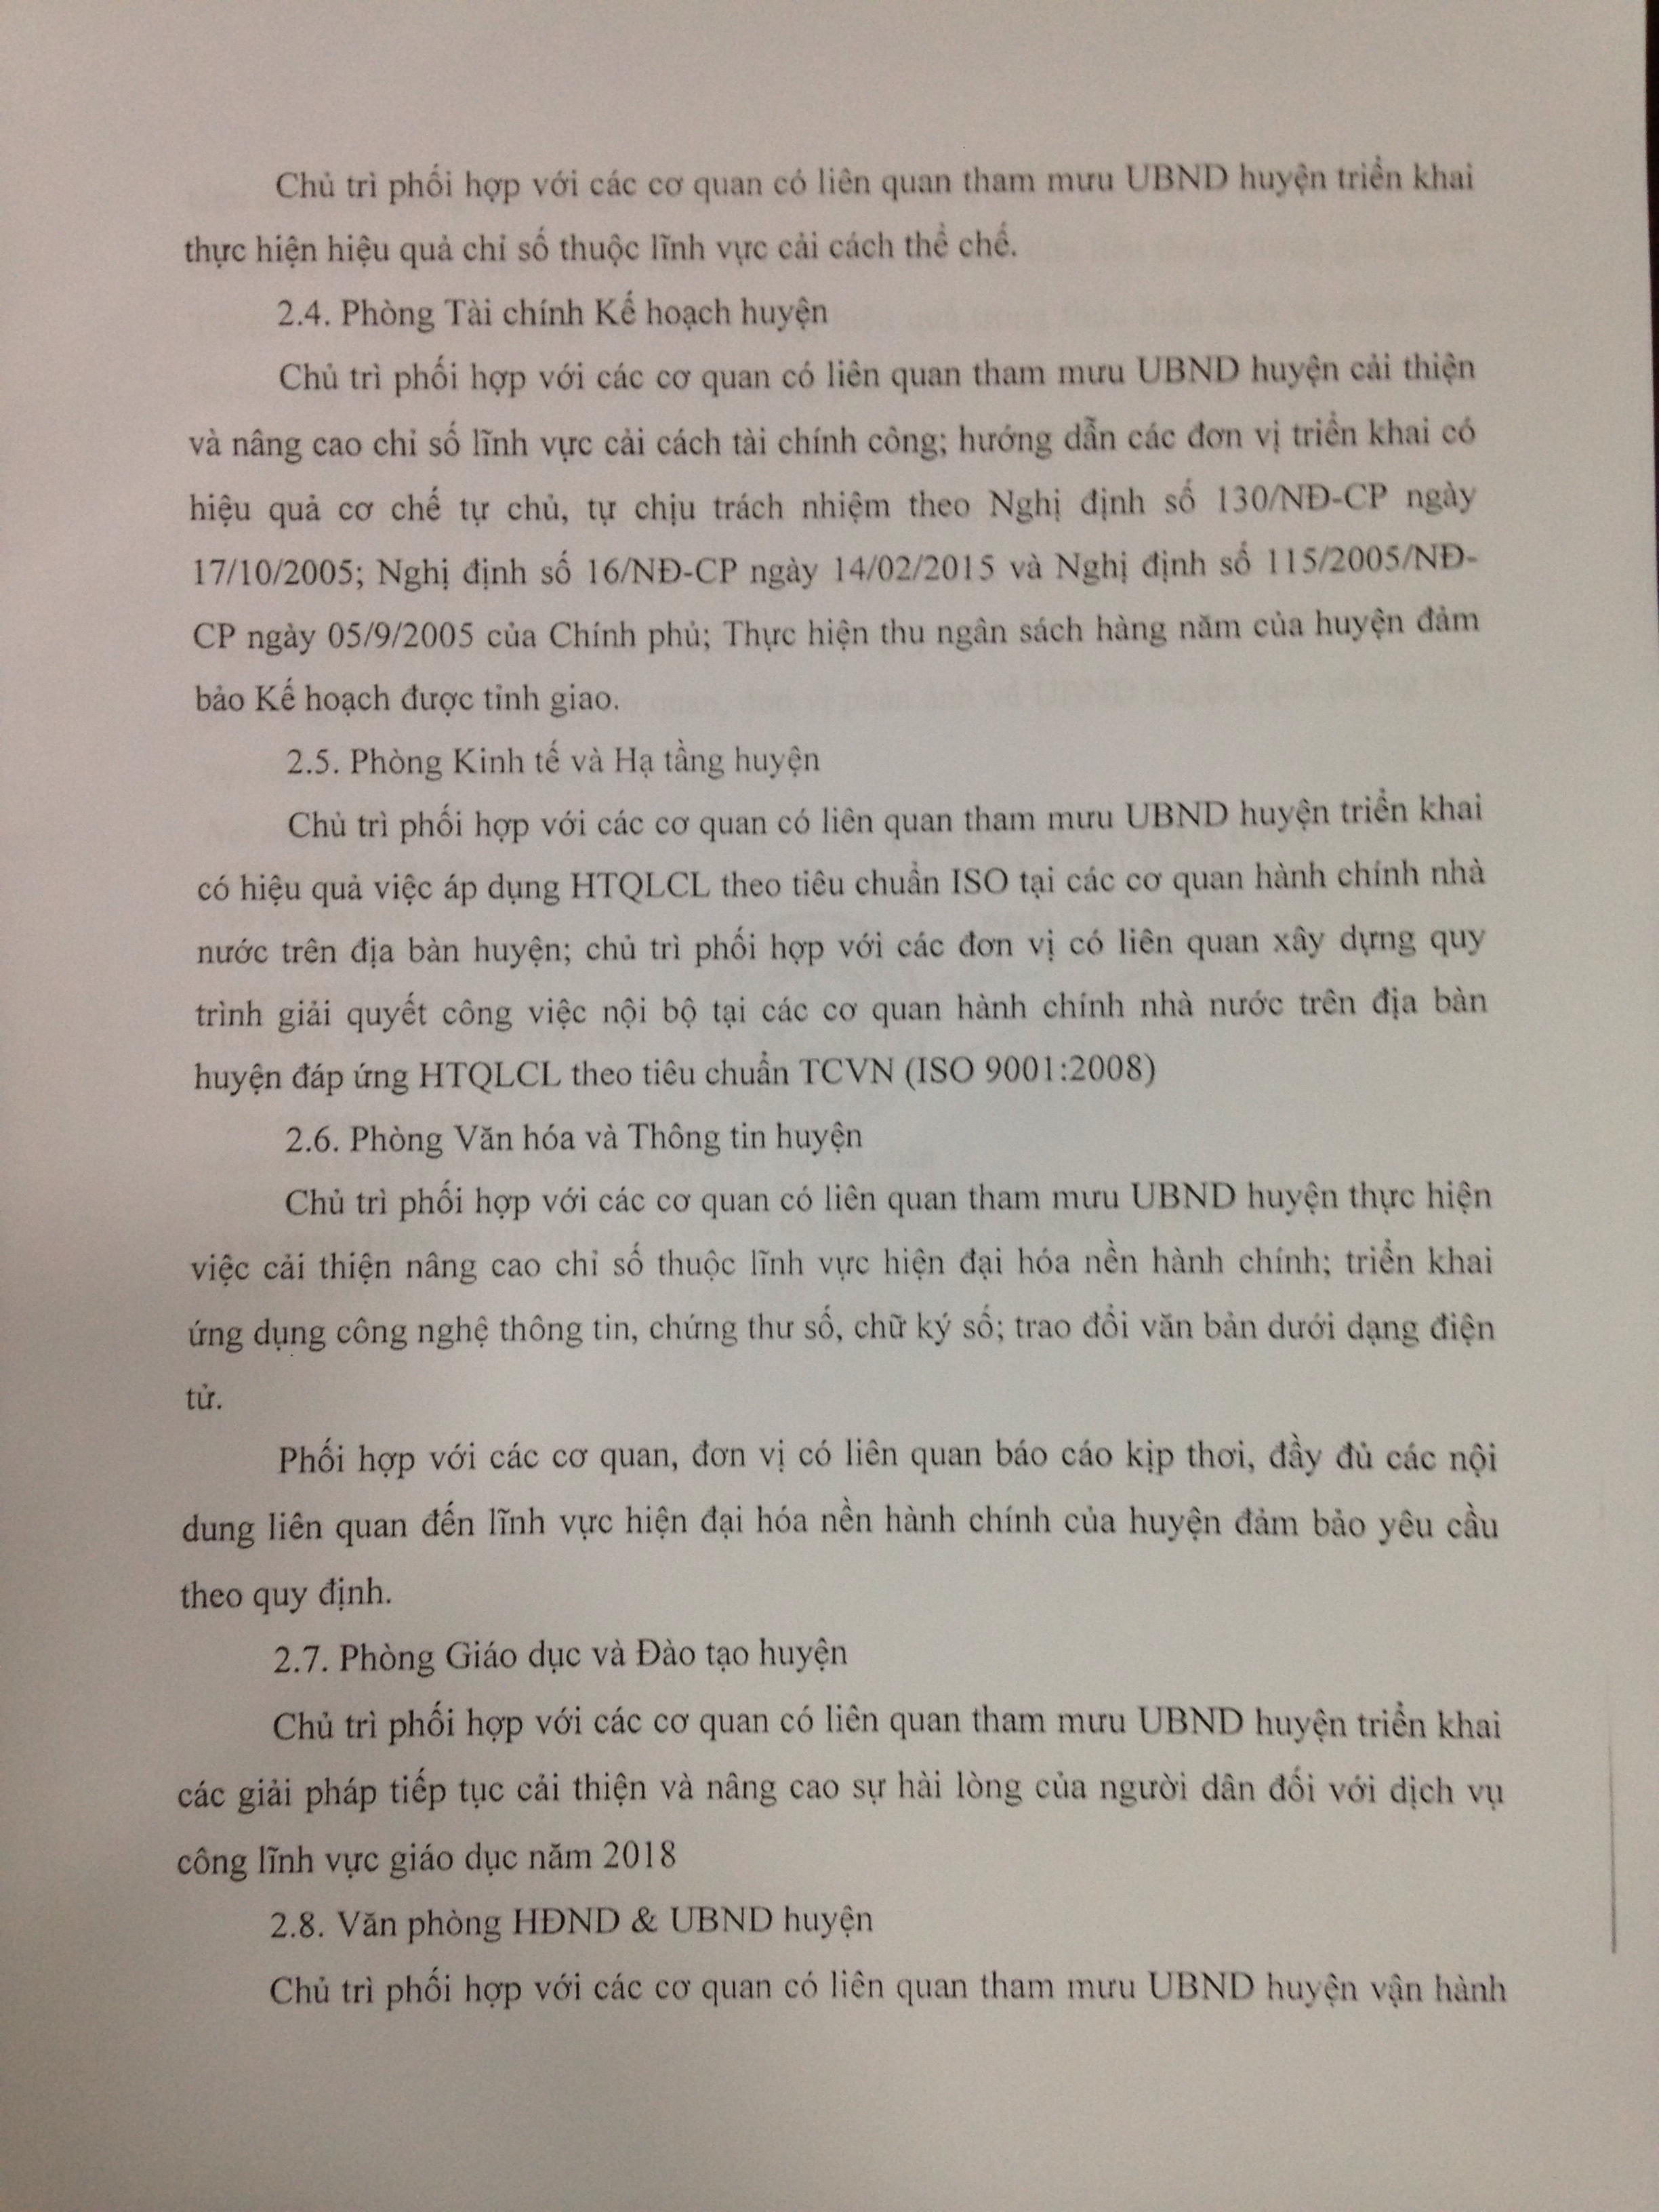 Chủ trì phối hợp với các cơ quan có liên quan tham mưu UBND huyện triển khai
thực hiện hiệu quả chỉ số thuộc lĩnh vực cải cách thể chế.
2.4. Phòng Tài chính Kế hoạch huyện
Chủ trì phối hợp với các cơ quan có liên quan tham mưu UBND huyện cải thiện
và nâng cao chỉ số lĩnh vực cải cách tài chính công; hướng dẫn các đơn vị triển khai có
hiệu quả cơ chế tự chủ, tự chịu trách nhiệm theo Nghị định số 130/NĐ-CP ngày
17/10/2005; Nghị định số 16/NĐ-CP ngày 14/02/2015 và Nghị định số 115/2005/NĐ-
CP ngày 05/9/2005 của Chính phủ; Thực hiện thu ngân sách hàng năm của huyện đảm
bảo Kế hoạch được tỉnh giao.
2.5. Phòng Kinh tế và Hạ tầng huyện
Chủ trì phối hợp với các cơ quan có liên quan tham mưu UBND huyện triển khai
có hiệu quả việc áp dụng HTQLCL theo tiêu chuẩn ISO tại các cơ quan hành chính nhà
nước trên địa bàn huyện; chủ trì phối hợp với các đơn vị có liên quan xây dựng quy
trình giải quyết công việc nội bộ tại các cơ quan hành chính nhà nước trên địa bàn
huyện đáp ứng HTQLCL theo tiêu chuẩn TCVN (ISO 9001:2008)
2.6. Phòng Văn hóa và Thông tin huyện
Chủ trì phối hợp với các cơ quan có liên quan tham mưu UBND huyện thực hiện
việc cải thiện nâng cao chỉ số thuộc lĩnh vực hiện đại hóa nền hành chính; triển khai
ứng dụng công nghệ thông tin, chứng thư số, chữ ký số; trao đổi văn bản dưới dạng điện
tử.
Phối hợp với các cơ quan, đơn vị có liên quan báo cáo kịp thơi, đầy đủ các nội
dung liên quan đến lĩnh vực hiện đại hóa nền hành chính của huyện đảm bảo yêu cầu
theo quy định.
2.7. Phòng Giáo dục và Đào tạo huyện
Chủ trì phối hợp với các cơ quan có liên quan tham mưu UBND huyện triển khai
các giải pháp tiếp tục cải thiện và nâng cao sự hài lòng của người dân đối với dịch vụ
công lĩnh vực giáo dục năm 2018
2.8. Văn phòng HĐND & UBND huyện
Chủ trì phối hợp với các cơ quan có liên quan tham mưu UBND huyện vận hành